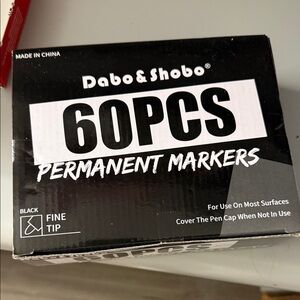 MADE IN CHINA
Dabo & Shobo®
60PCS
PERMANENT MARKERS
BLACK
FINE
TIP
For Use On Most Surfaces
Cover The Pen Cap When Not In Use